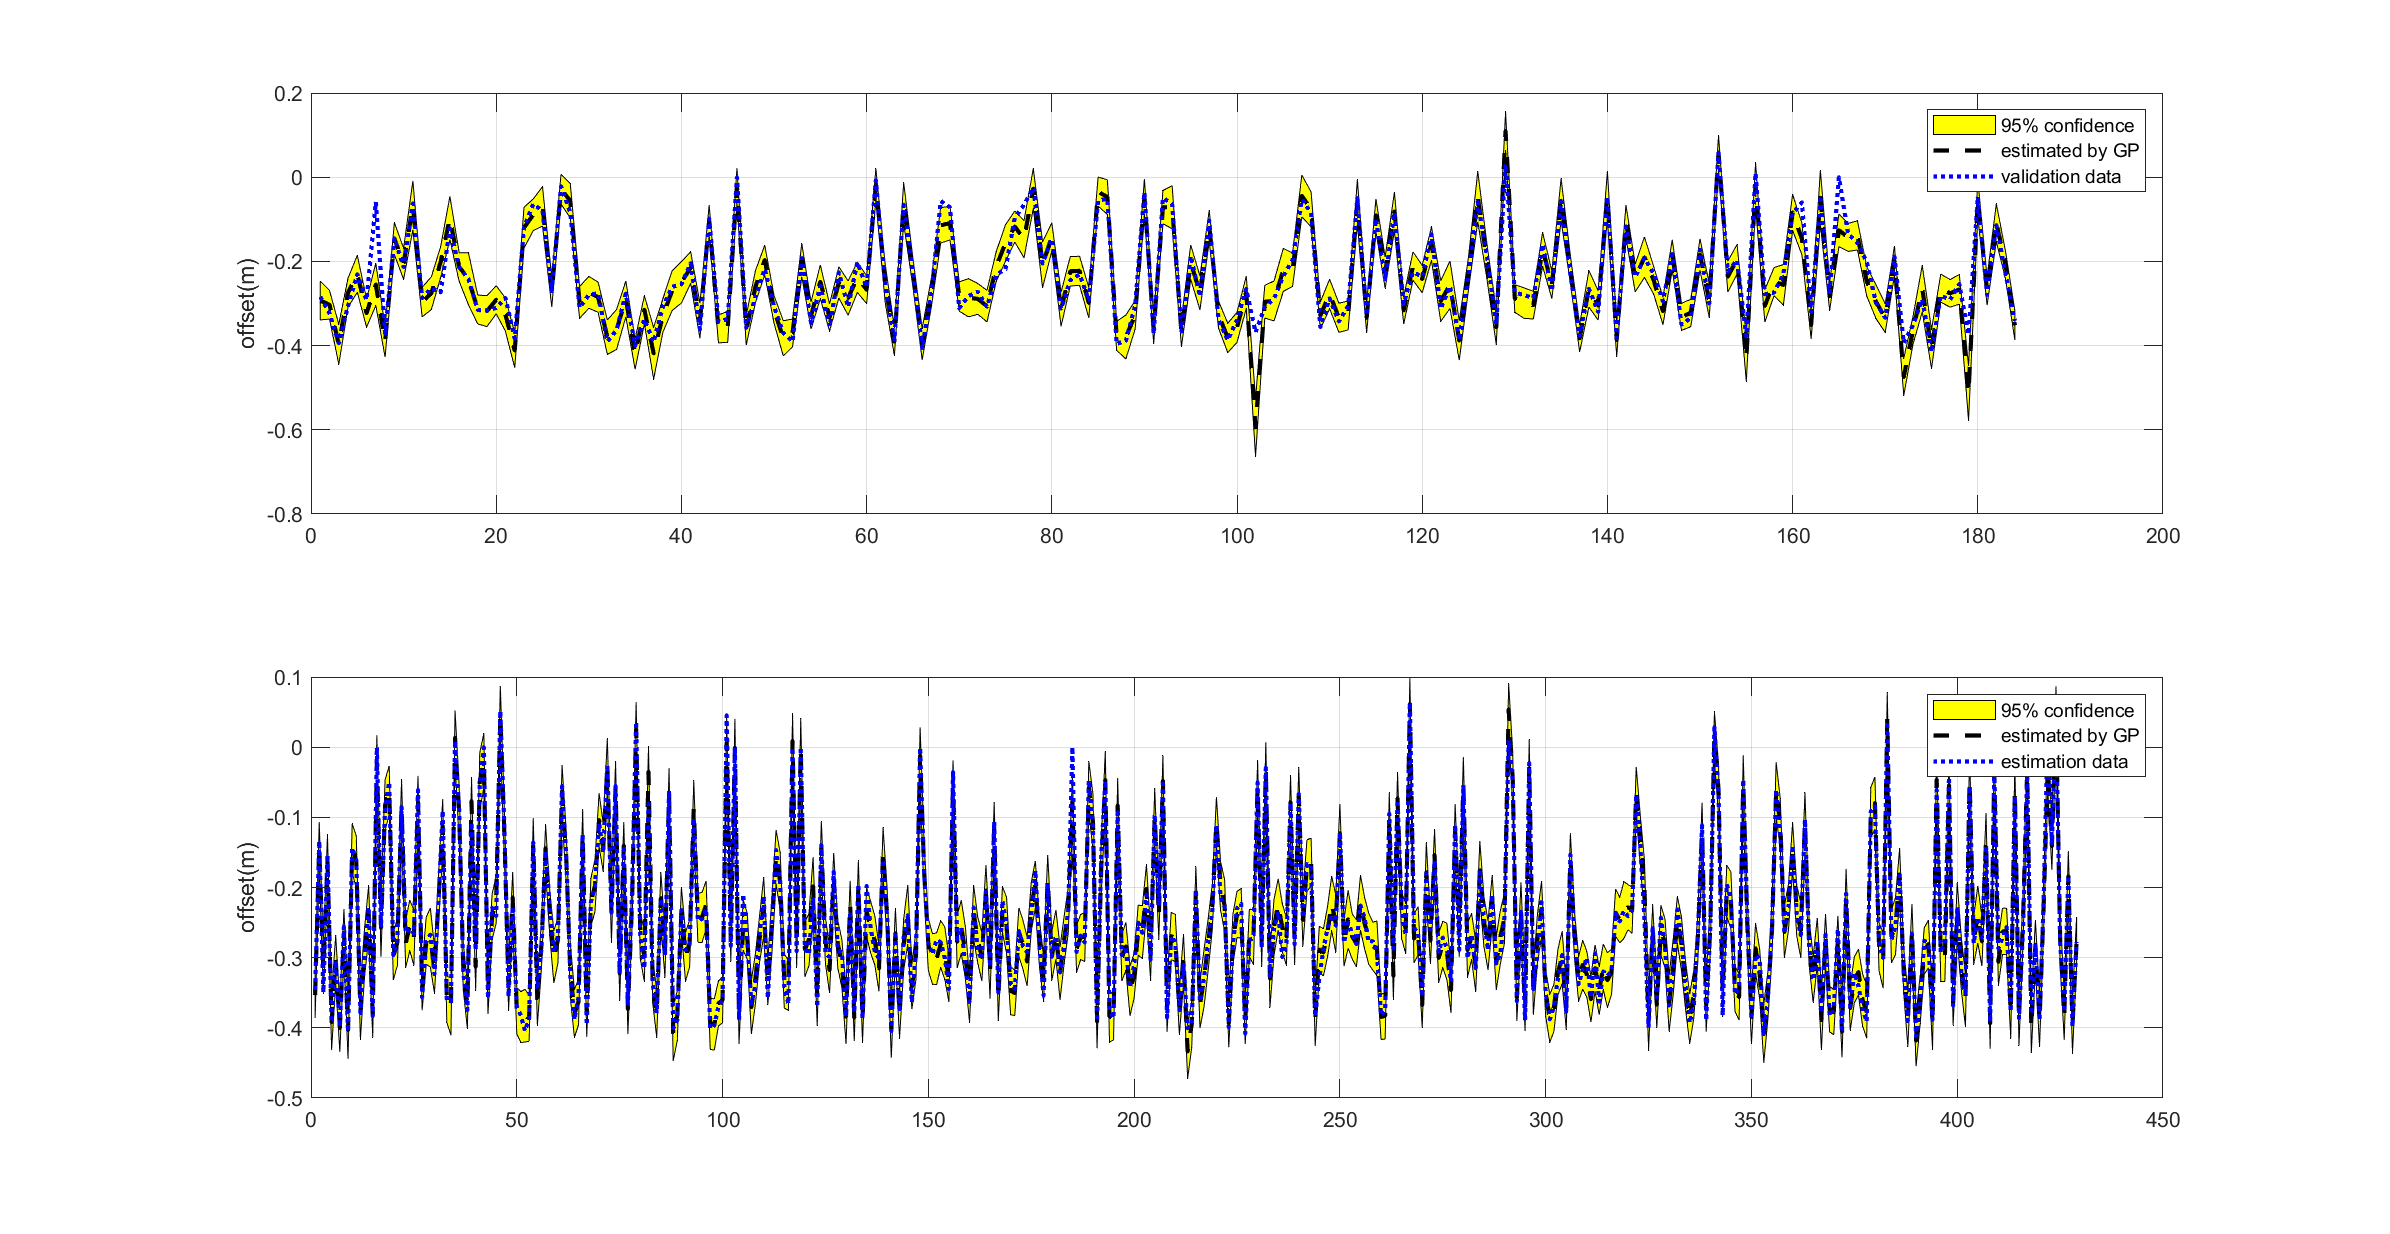 0.2
0
-0.2
-0.4
-0.6
-0.8
offset(m)
95% confidence
estimated by GP
validation data
0 20 40 60 80 100 120 140 160 180 200
0.1
0
-0.1
-0.2
-0.3
-0.4
-0.5
offset(m)
95% confidence
estimated by GP
estimation data
0 50 100 150 200 250 300 350 400 450